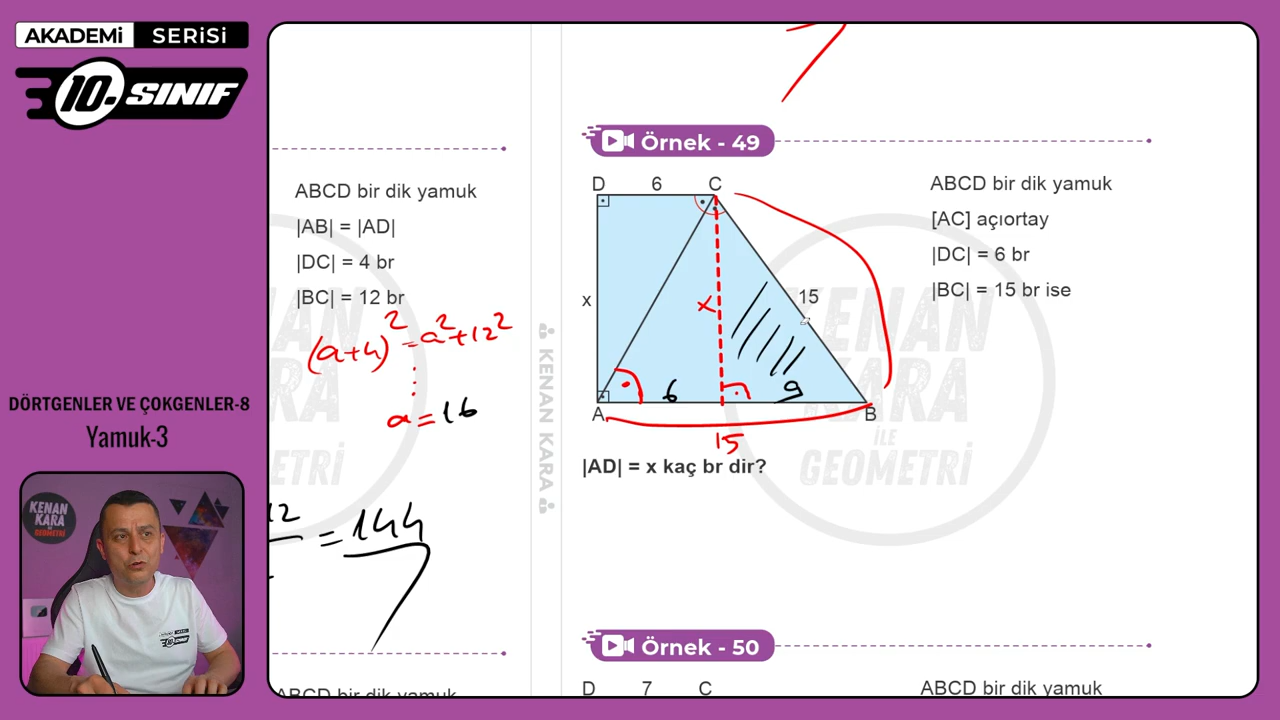 AKADEMİ SERİSİ
10. SINIF
DÖRTGENLER VE ÇOKGENLER-8
Yamuk-3
KENAN
KARA
İLE
GEOMETRİ
ABCD bir dik yamuk
|AB| = |AD|
|DC| = 4 br
|BC| = 12 br
(a+4)² = a²+12²
a = 16
12
= 144
ABCD bir dik yamuk
KENAN KARA
Örnek - 49
D 6 C
x
x
15
A 6 9 B
15
|AD| = x kaç br dir?
ABCD bir dik yamuk
[AC] açıortay
|DC| = 6 br
|BC| = 15 br ise
KENAN
KARA
İLE
GEOMETRİ
Örnek - 50
D 7 C
ABCD bir dik yamuk